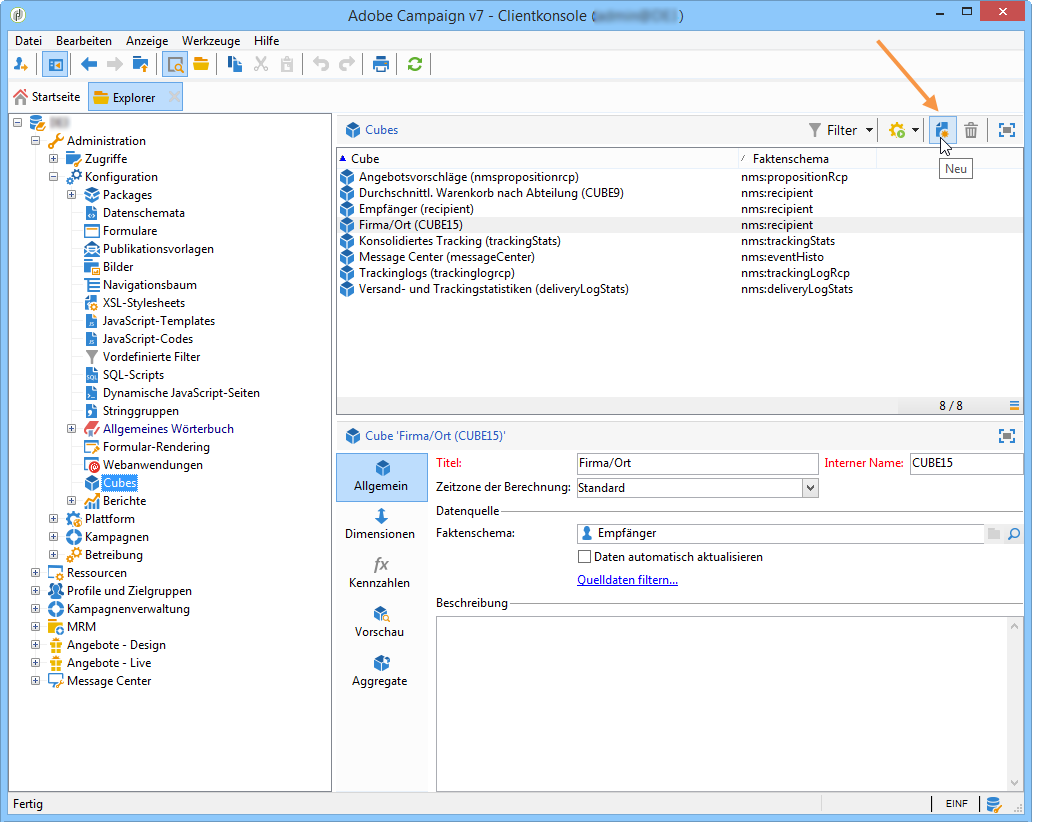 Adobe Campaign v7 - Clientkonsole ( )
Datei Bearbeiten Anzeige Werkzeuge Hilfe
Startseite Explorer
Administration
Zugriffe
Konfiguration
Packages
Datenschemata
Formulare
Publikationsvorlagen
Bilder
Navigationsbaum
XSL-Stylesheets
JavaScript-Templates
JavaScript-Codes
Vordefinierte Filter
SQL-Scripts
Dynamische JavaScript-Seiten
Stringgruppen
Allgemeines Wörterbuch
Formular-Rendering
Webanwendungen
Cubes
Berichte
Plattform
Kampagnen
Betreibung
Ressourcen
Profile und Zielgruppen
Kampagnenverwaltung
MRM
Angebote - Design
Angebote - Live
Message Center
Cubes Filter
Neu
Cube Faktenschema
Angebotsvorschläge (nmspropositionrcp) nms:propositionRcp
Durchschnittl. Warenkorb nach Abteilung (CUBE9) nms:recipient
Empfänger (recipient) nms:recipient
Firma/Ort (CUBE15) nms:recipient
Konsolidiertes Tracking (trackingStats) nms:trackingStats
Message Center (messageCenter) nms:eventHisto
Trackinglogs (trackinglogrcp) nms:trackingLogRcp
Versand- und Trackingstatistiken (deliveryLogStats) nms:deliveryLogStats
8 / 8
Cube 'Firma/Ort (CUBE15)'
Allgemein
Dimensionen
fx
Kennzahlen
Vorschau
Aggregate
Titel: Firma/Ort Interner Name: CUBE15
Zeitzone der Berechnung: Standard
Datenquelle
Faktenschema: Empfänger
Daten automatisch aktualisieren
Quelldaten filtern...
Beschreibung
Fertig EINF